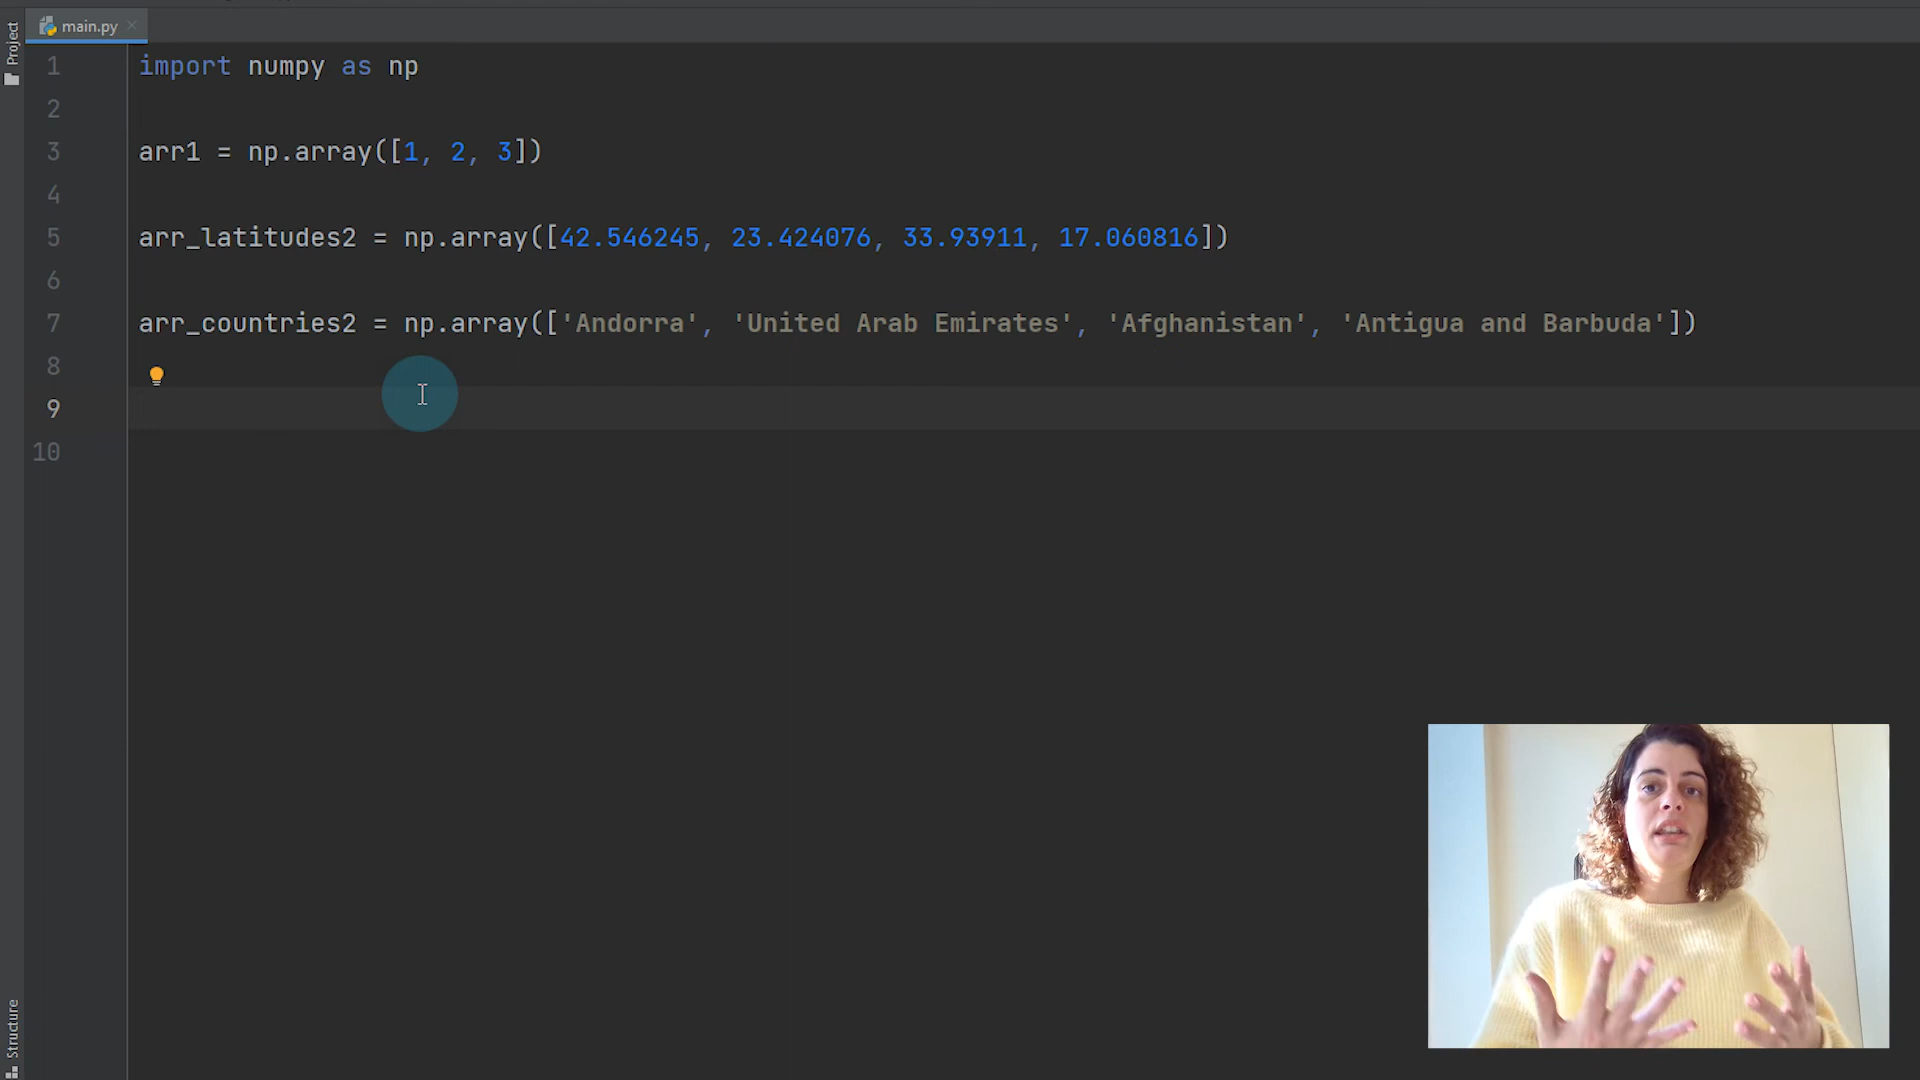 main.py
Project
1 import numpy as np
2
3 arr1 = np.array([1, 2, 3])
4
5 arr_latitudes2 = np.array([42.546245, 23.424076, 33.93911, 17.060816])
6
7 arr_countries2 = np.array(['Andorra', 'United Arab Emirates', 'Afghanistan', 'Antigua and Barbuda'])
8
9
10
Structure